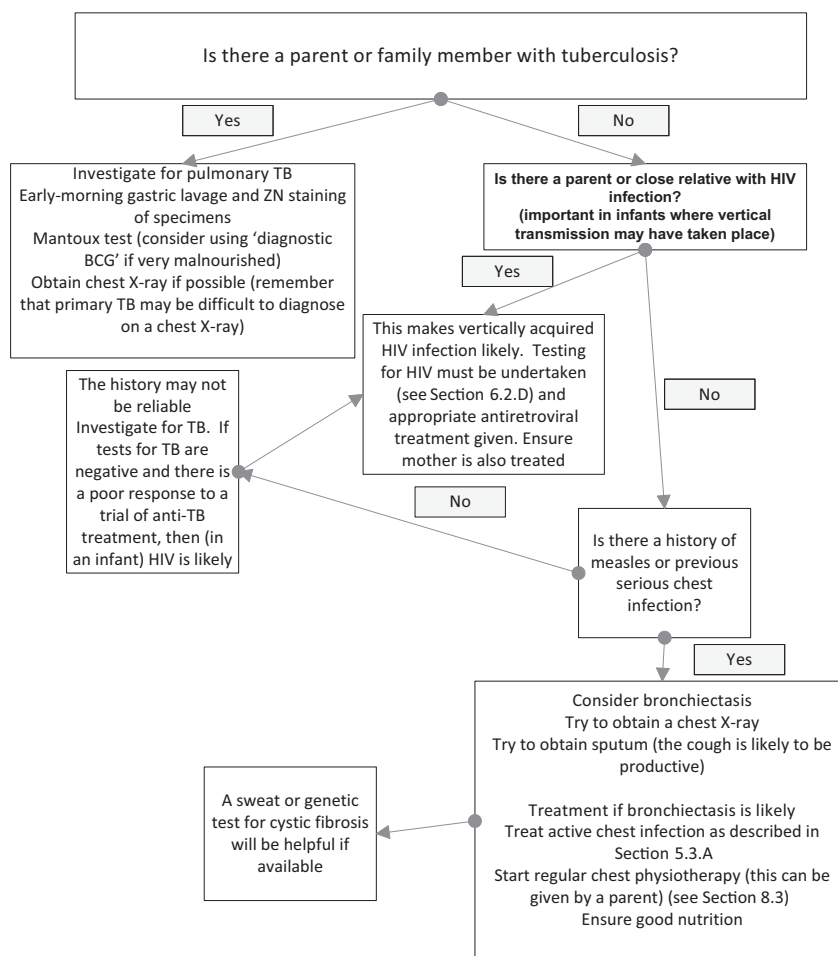 Is there a parent or family member with tuberculosis?
Yes
No
Investigate for pulmonary TB
Early-morning gastric lavage and ZN staining
of specimens
Mantoux test (consider using ‘diagnostic
BCG’ if very malnourished)
Obtain chest X-ray if possible (remember
that primary TB may be difficult to diagnose
on a chest X-ray)
Is there a parent or close relative with HIV
infection?
(important in infants where vertical
transmission may have taken place)
Yes
No
This makes vertically acquired
HIV infection likely. Testing
for HIV must be undertaken
(see Section 6.2.D) and
appropriate antiretroviral
treatment given. Ensure
mother is also treated
The history may not
be reliable
Investigate for TB. If
tests for TB are
negative and there is
a poor response to a
trial of anti-TB
treatment, then (in
an infant) HIV is likely
No
Is there a history of
measles or previous
serious chest
infection?
Yes
Consider bronchiectasis
Try to obtain a chest X-ray
Try to obtain sputum (the cough is likely to be
productive)
Treatment if bronchiectasis is likely
Treat active chest infection as described in
Section 5.3.A
Start regular chest physiotherapy (this can be
given by a parent) (see Section 8.3)
Ensure good nutrition
A sweat or genetic
test for cystic fibrosis
will be helpful if
available